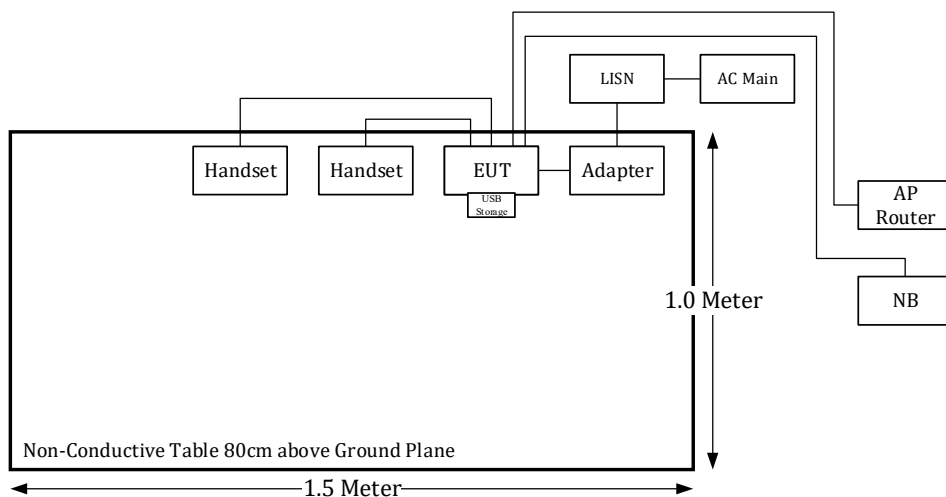 LISN
AC Main
Handset
Handset
EUT
Adapter
USB
Storage
AP
Router
NB
1.0 Meter
Non-Conductive Table 80cm above Ground Plane
1.5 Meter